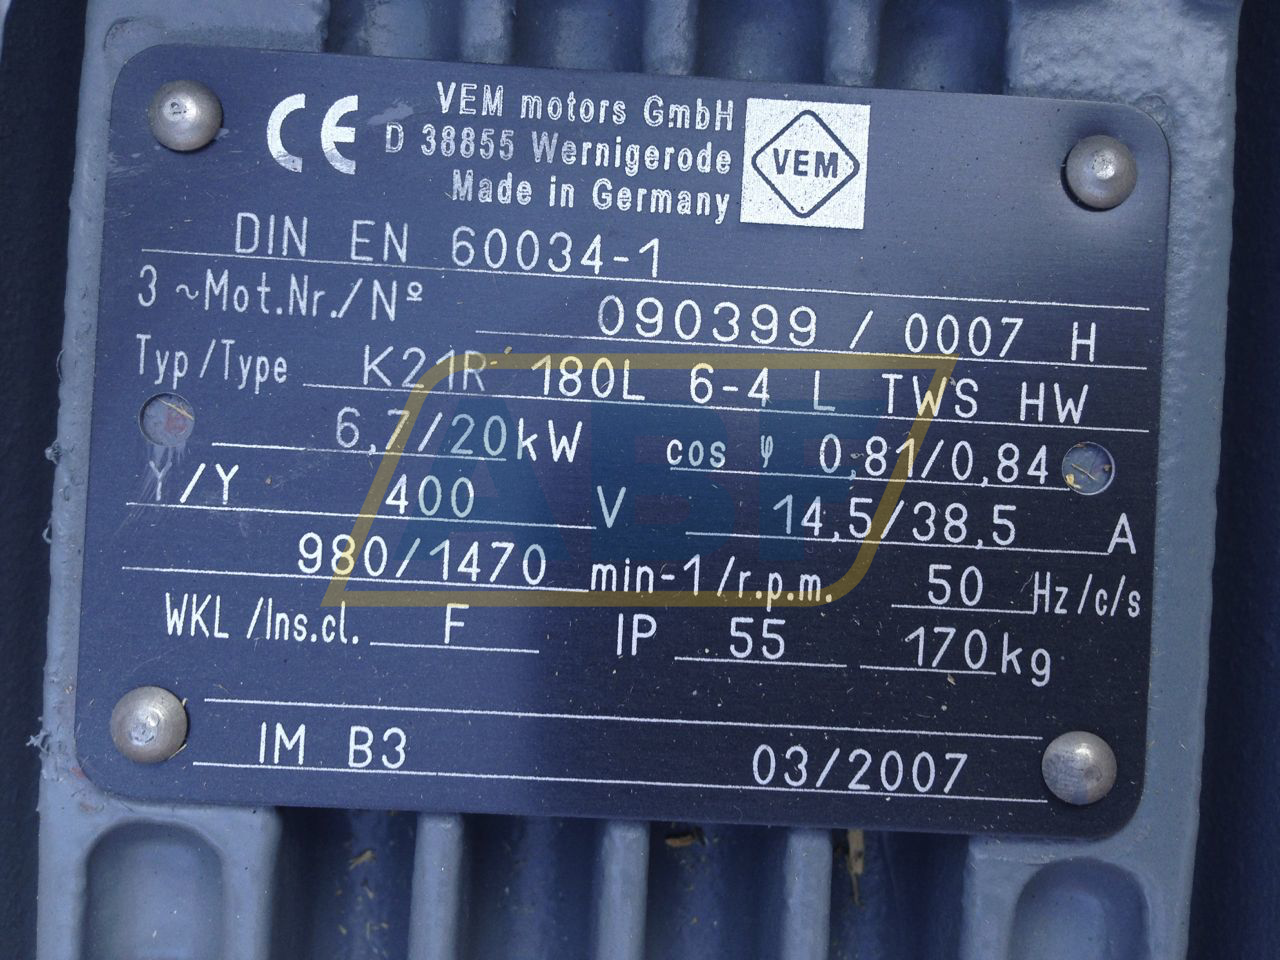 CE
VEM motors GmbH
D 38855 Wernigerode
Made in Germany
VEM
DIN EN 60034-1
3 ~Mot.Nr./Nº 090399 / 0007 H
Typ/Type K21R 180L 6-4 L TWS HW
6,7/20kW cos φ 0,81/0,84
Y/Y 400 V 14,5/38,5 A
980/1470 min-1/r.p.m. 50 Hz/c/s
WKL/Ins.cl. F IP 55 170kg
IM B3 03/2007
ABF